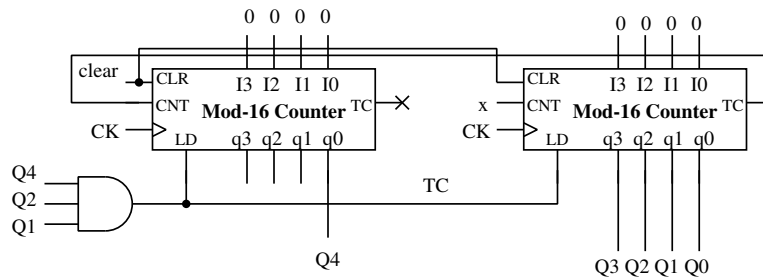 0 0 0 0 0 0 0 0
clear CLR I3 I2 I1 I0 CLR I3 I2 I1 I0
CNT Mod-16 Counter TC x CNT Mod-16 Counter TC
CK LD q3 q2 q1 q0 CK LD q3 q2 q1 q0
Q4
Q2 TC
Q1
Q4 Q3 Q2 Q1 Q0